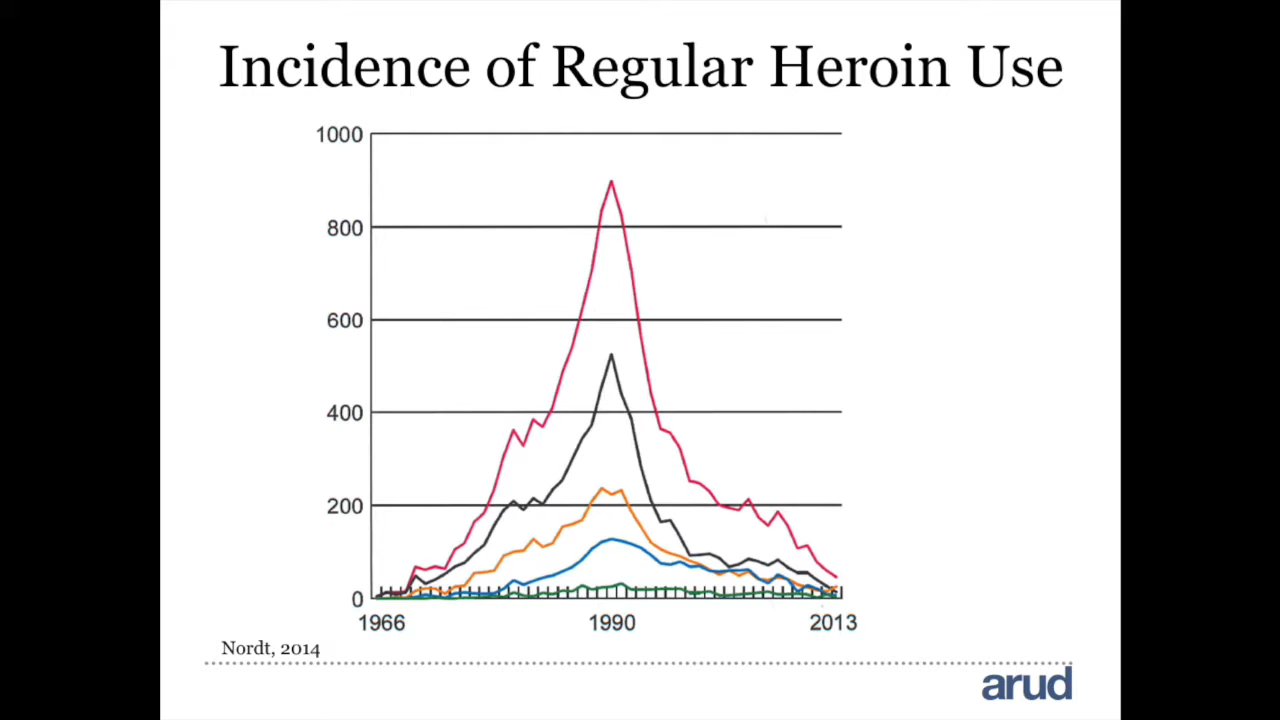 Incidence of Regular Heroin Use
1000
800
600
400
200
0
1966 1990 2013
Nordt, 2014
arud